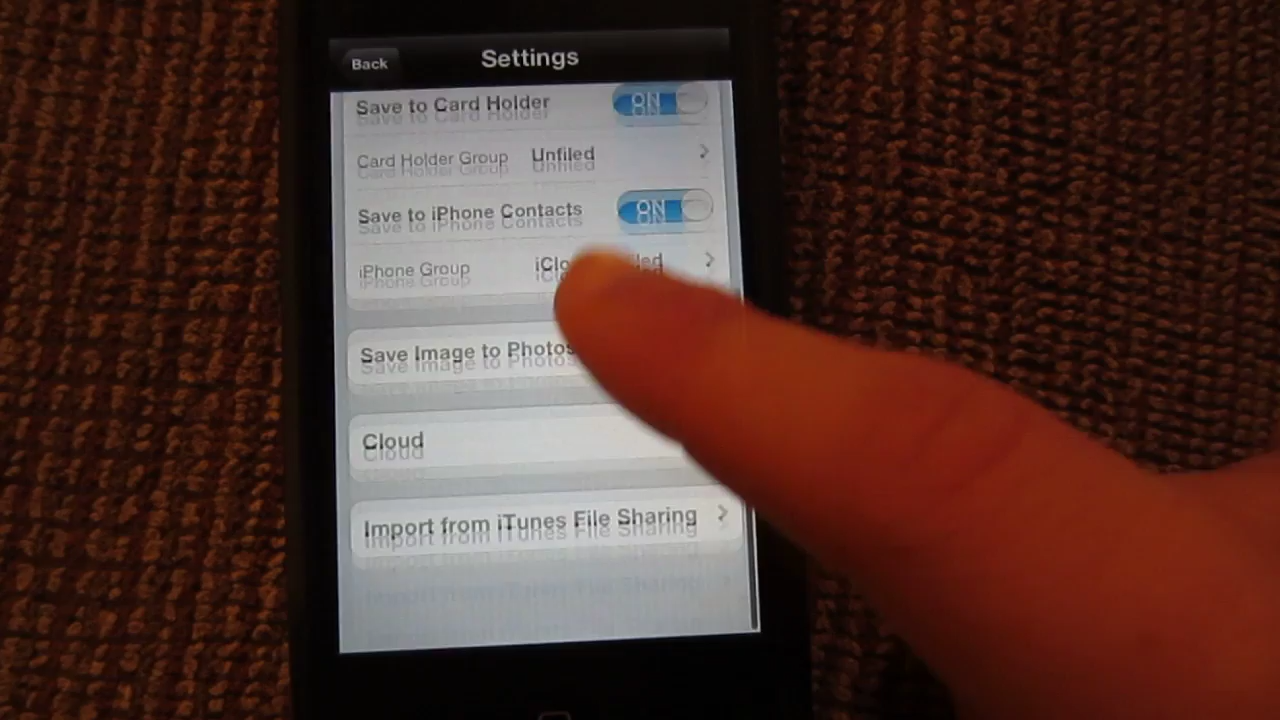 Back Settings
Save to Card Holder ON
Card Holder Group Unfiled
Save to iPhone Contacts ON
iPhone Group
Save Image to Photos
Cloud
Import from iTunes File Sharing